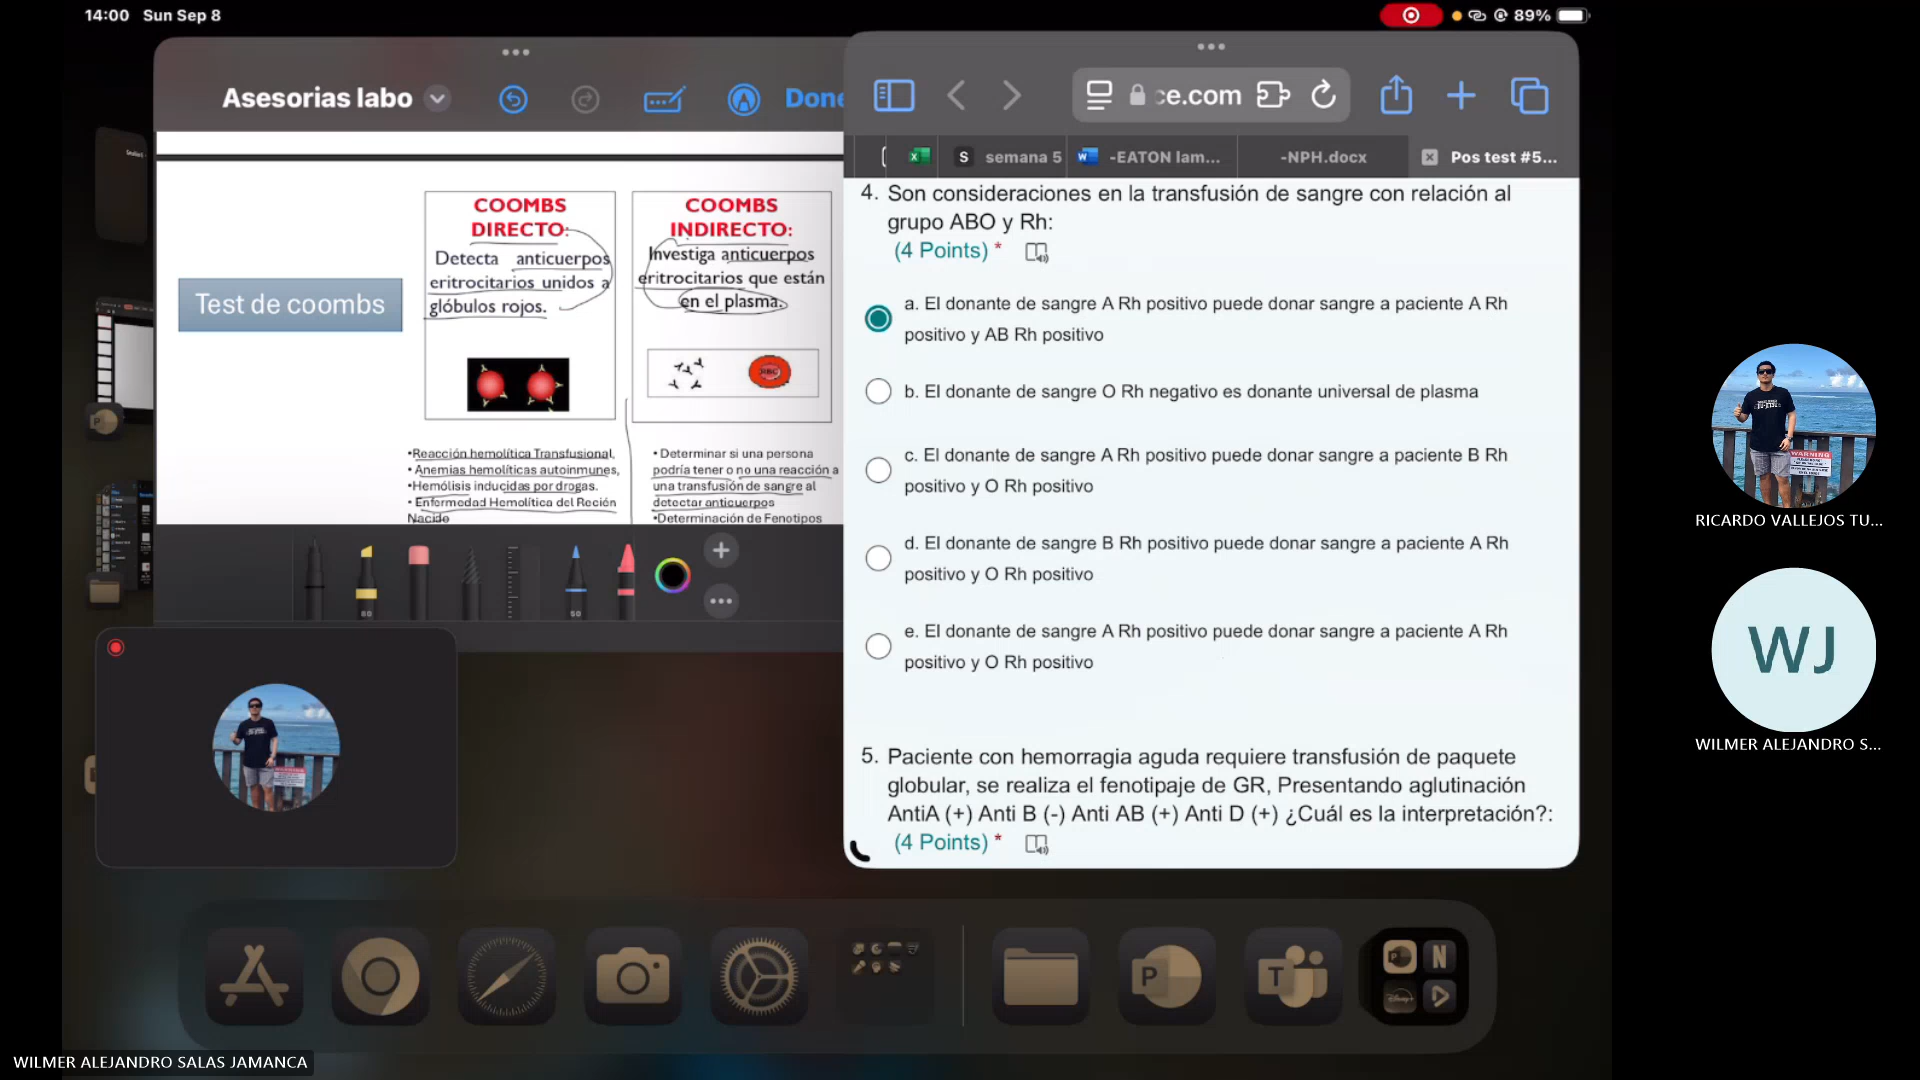 14:00 Sun Sep 8
89%
Asesorias labo
Done
ce.com
S semana 5
-EATON lam...
-NPH.docx
Pos test #5...
Test de coombs
COOMBS
DIRECTO:
Detecta anticuerpos
eritrocitarios unidos a
glóbulos rojos.
COOMBS
INDIRECTO:
Investiga anticuerpos
eritrocitarios que están
en el plasma.
•Reacción hemolítica Transfusional,
• Anemias hemolíticas autoinmunes,
•Hemólisis inducidas por drogas.
• Enfermedad Hemolítica del Reción
Nacido
• Determinar si una persona
podría tener o no una reacción a
una transfusión de sangre al
detectar anticuerpos
•Determinación de Fenotipos
60
50
4. Son consideraciones en la transfusión de sangre con relación al
grupo ABO y Rh:
(4 Points) *
a. El donante de sangre A Rh positivo puede donar sangre a paciente A Rh
positivo y AB Rh positivo
b. El donante de sangre O Rh negativo es donante universal de plasma
c. El donante de sangre A Rh positivo puede donar sangre a paciente B Rh
positivo y O Rh positivo
d. El donante de sangre B Rh positivo puede donar sangre a paciente A Rh
positivo y O Rh positivo
e. El donante de sangre A Rh positivo puede donar sangre a paciente A Rh
positivo y O Rh positivo
5. Paciente con hemorragia aguda requiere transfusión de paquete
globular, se realiza el fenotipaje de GR, Presentando aglutinación
AntiA (+) Anti B (-) Anti AB (+) Anti D (+) ¿Cuál es la interpretación?:
(4 Points) *
WARNING
RICARDO VALLEJOS TU...
WJ
WILMER ALEJANDRO S...
P
T
N
WILMER ALEJANDRO SALAS JAMANCA